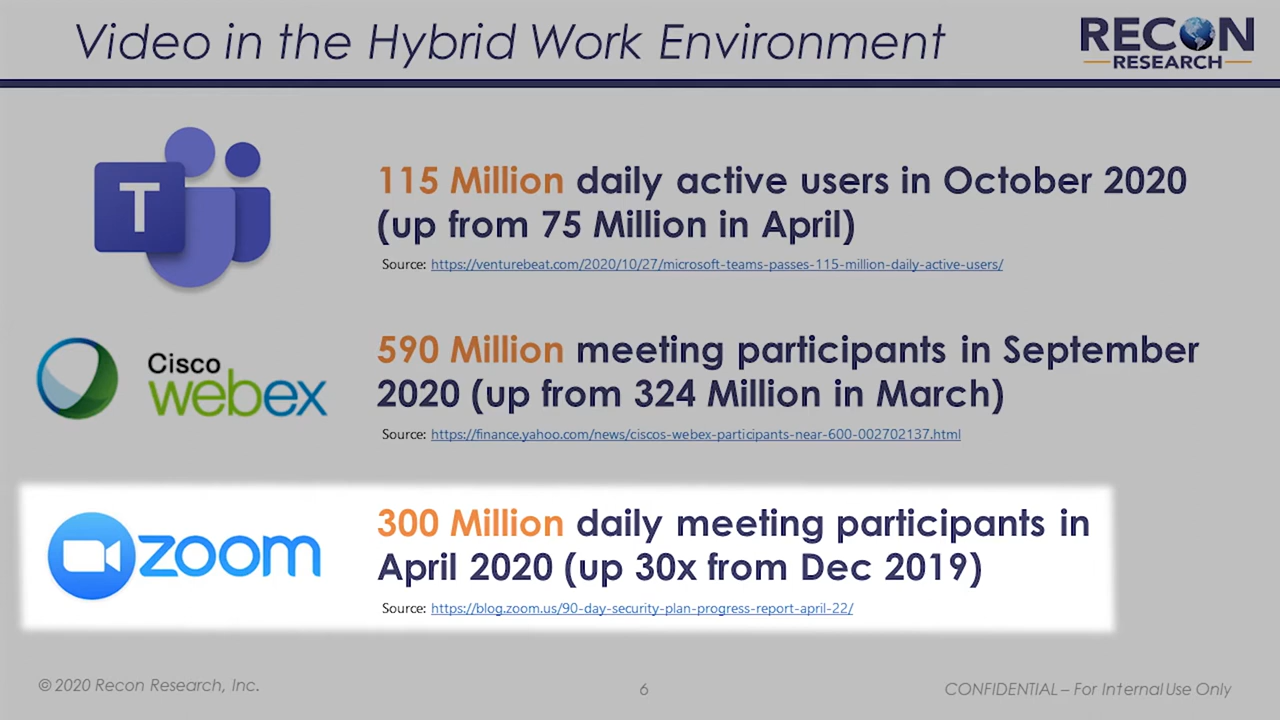 Video in the Hybrid Work Environment
RECON
RESEARCH
T
115 Million daily active users in October 2020
(up from 75 Million in April)
Source: https://venturebeat.com/2020/10/27/microsoft-teams-passes-115-million-daily-active-users/
Cisco
webex
590 Million meeting participants in September
2020 (up from 324 Million in March)
Source: https://finance.yahoo.com/news/ciscos-webex-participants-near-600-002702137.html
zoom
300 Million daily meeting participants in
April 2020 (up 30x from Dec 2019)
Source: https://blog.zoom.us/90-day-security-plan-progress-report-april-22/
© 2020 Recon Research, Inc.
6
CONFIDENTIAL – For Internal Use Only